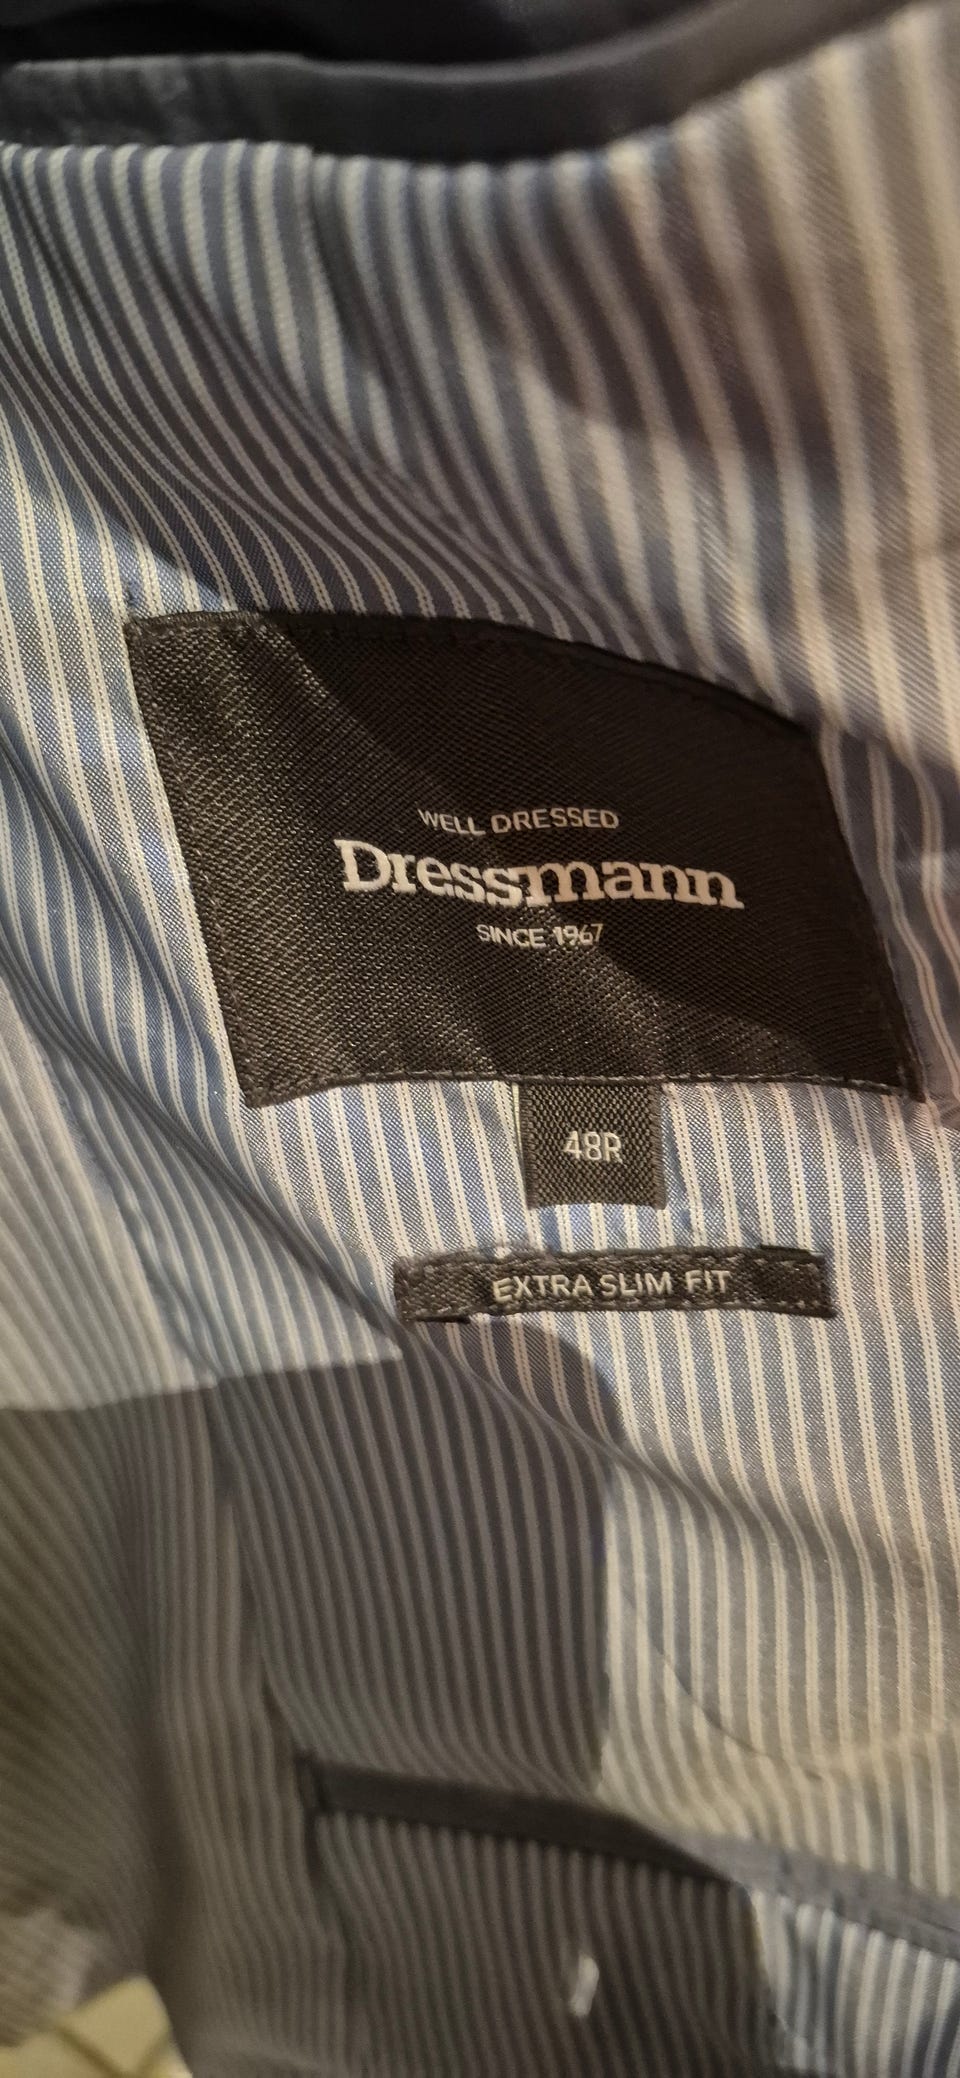 WELL DRESSED
Dressmann
SINCE 1967
48R
EXTRA SLIM FIT